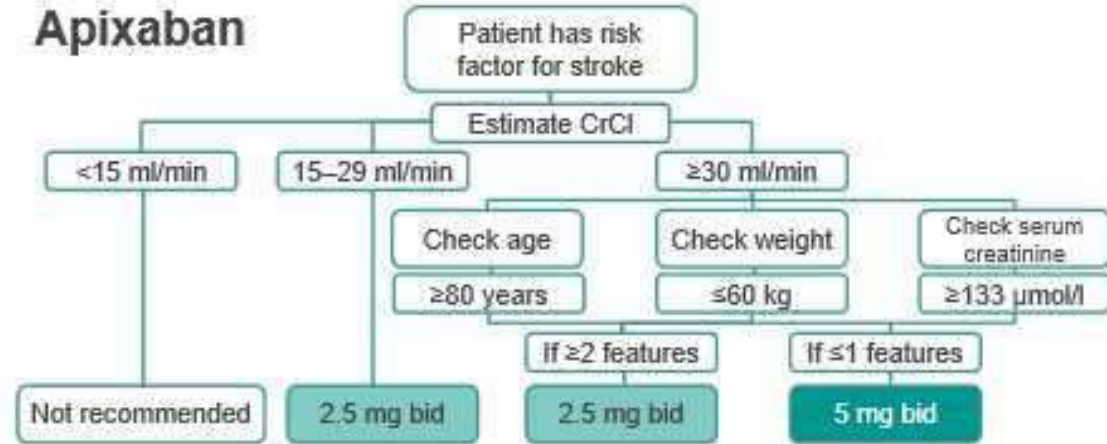 Apixaban
Patient has risk
factor for stroke
Estimate CrCl
<15 ml/min
15–29 ml/min
≥30 ml/min
Check age
Check weight
Check serum
creatinine
≥80 years
≤60 kg
≥133 µmol/l
If ≥2 features
If ≤1 features
Not recommended
2.5 mg bid
2.5 mg bid
5 mg bid